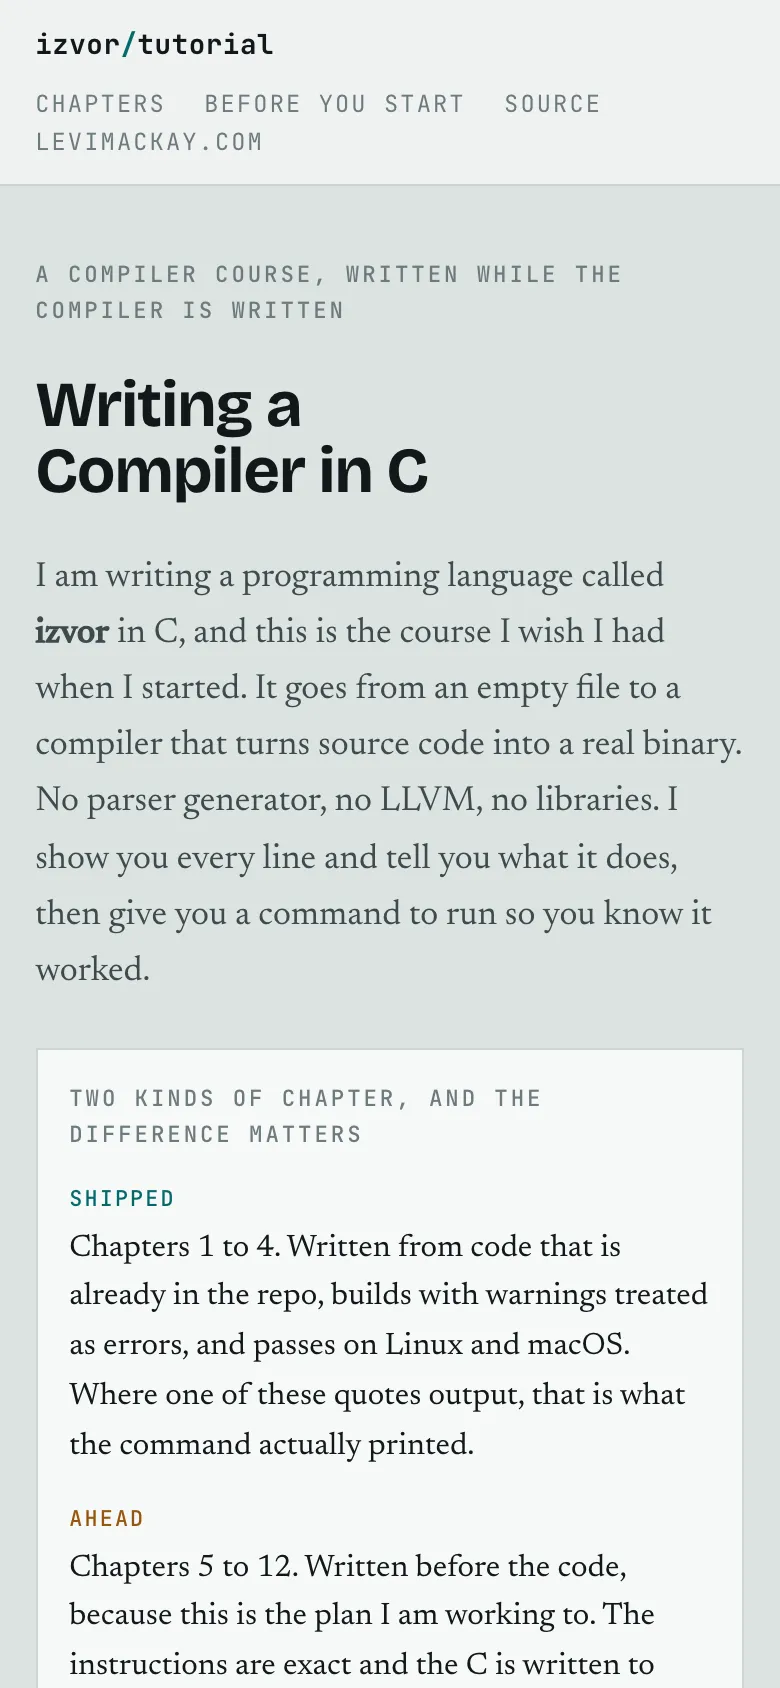 izvor/tutorial
CHAPTERS BEFORE YOU START SOURCE
LEVIMACKAY.COM
A COMPILER COURSE, WRITTEN WHILE THE
COMPILER IS WRITTEN
Writing a
Compiler in C
I am writing a programming language called
izvor in C, and this is the course I wish I had
when I started. It goes from an empty file to a
compiler that turns source code into a real binary.
No parser generator, no LLVM, no libraries. I
show you every line and tell you what it does,
then give you a command to run so you know it
worked.
TWO KINDS OF CHAPTER, AND THE
DIFFERENCE MATTERS
SHIPPED
Chapters 1 to 4. Written from code that is
already in the repo, builds with warnings treated
as errors, and passes on Linux and macOS.
Where one of these quotes output, that is what
the command actually printed.
AHEAD
Chapters 5 to 12. Written before the code,
because this is the plan I am working to. The
instructions are exact and the C is written to